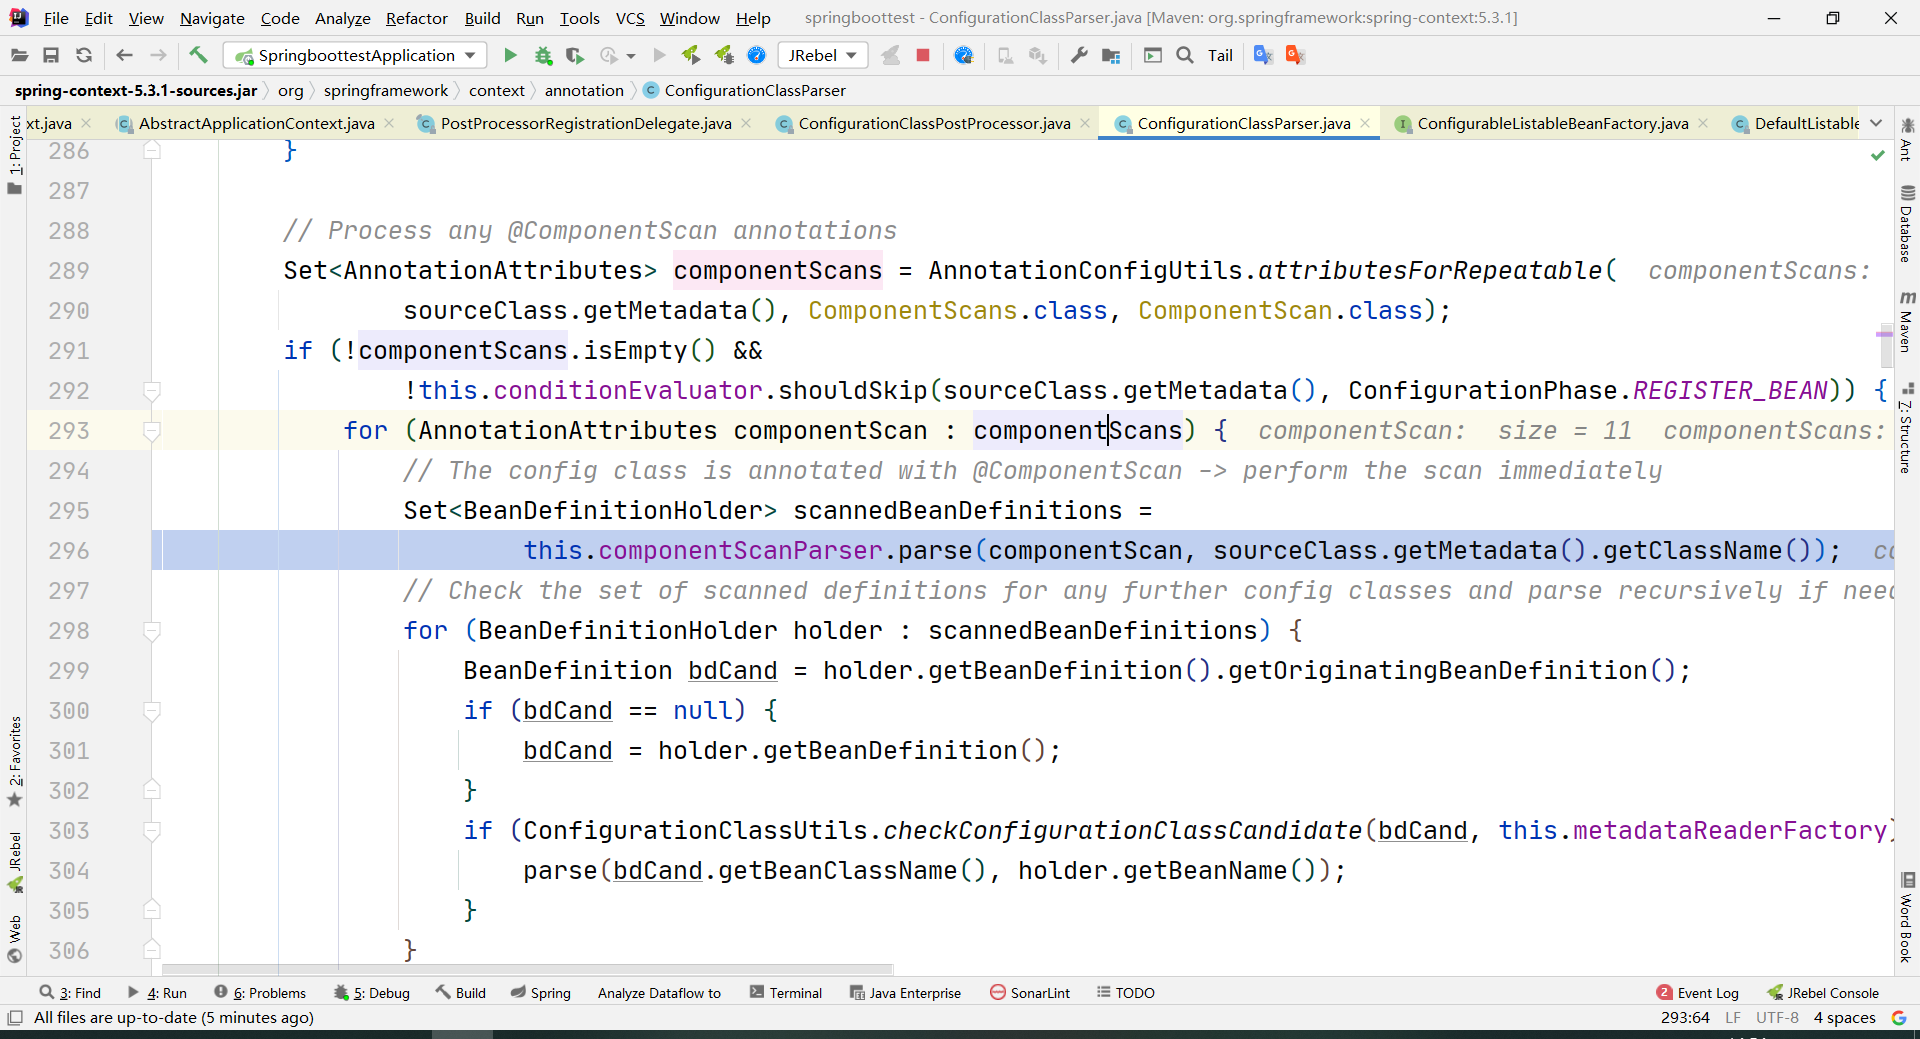 File Edit View Navigate Code Analyze Refactor Build Run Tools VCS Window Help springboottest - ConfigurationClassParser.java [Maven: org.springframework:spring-context:5.3.1]
SpringboottestApplication JRebel Tail
spring-context-5.3.1-sources.jar org springframework context annotation ConfigurationClassParser
xt.java AbstractApplicationContext.java PostProcessorRegistrationDelegate.java ConfigurationClassPostProcessor.java ConfigurationClassParser.java ConfigurableListableBeanFactory.java DefaultListable
286 }
287
288 // Process any @ComponentScan annotations
289 Set<AnnotationAttributes> componentScans = AnnotationConfigUtils.attributesForRepeatable( componentScans:
290 sourceClass.getMetadata(), ComponentScans.class, ComponentScan.class);
291 if (!componentScans.isEmpty() &&
292 !this.conditionEvaluator.shouldSkip(sourceClass.getMetadata(), ConfigurationPhase.REGISTER_BEAN)) {
293 for (AnnotationAttributes componentScan : componentScans) { componentScan: size = 11 componentScans:
294 // The config class is annotated with @ComponentScan -> perform the scan immediately
295 Set<BeanDefinitionHolder> scannedBeanDefinitions =
296 this.componentScanParser.parse(componentScan, sourceClass.getMetadata().getClassName());
297 // Check the set of scanned definitions for any further config classes and parse recursively if need
298 for (BeanDefinitionHolder holder : scannedBeanDefinitions) {
299 BeanDefinition bdCand = holder.getBeanDefinition().getOriginatingBeanDefinition();
300 if (bdCand == null) {
301 bdCand = holder.getBeanDefinition();
302 }
303 if (ConfigurationClassUtils.checkConfigurationClassCandidate(bdCand, this.metadataReaderFactory)
304 parse(bdCand.getBeanClassName(), holder.getBeanName());
305 }
306 }
1: Project
2: Favorites
JRebel
Web
Ant
Database
Maven
7: Structure
Word Book
3: Find 4: Run 6: Problems 5: Debug Build Spring Analyze Dataflow to Terminal Java Enterprise SonarLint TODO 2 Event Log JRebel Console
All files are up-to-date (5 minutes ago) 293:64 LF UTF-8 4 spaces